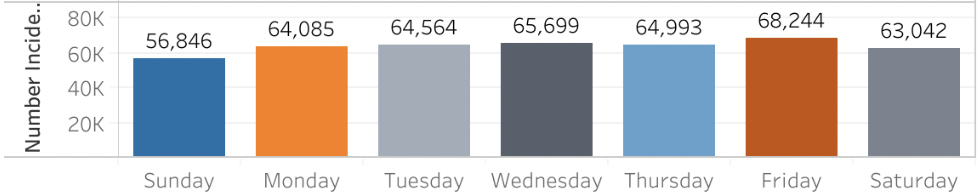 Number Incide..
80K
60K
40K
20K
56,846
64,085
64,564
65,699
64,993
68,244
63,042
Sunday
Monday
Tuesday
Wednesday
Thursday
Friday
Saturday